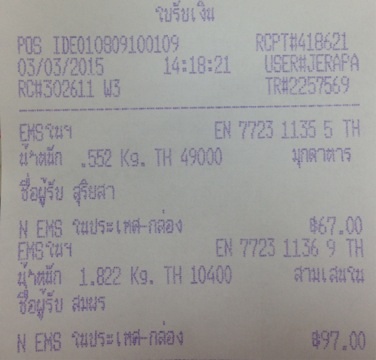 ใบรับเงิน
POS IDE010809100109 RCPT#418621
03/03/2015 14:18:21 USER#JERAPA
RC#302611 W3 TR#2257569
EMSในฯ EN 7723 1135 5 TH
น้ำหนัก .552 Kg. TH 49000 มุกดาหาร
ชื่อผู้รับ สุริยสา
N EMS ในประเทศ-กล่อง ฿67.00
EMSในฯ EN 7723 1136 9 TH
น้ำหนัก 1.822 Kg. TH 10400 สามเสนใน
ชื่อผู้รับ สมพร
N EMS ในประเทศ-กล่อง ฿97.00